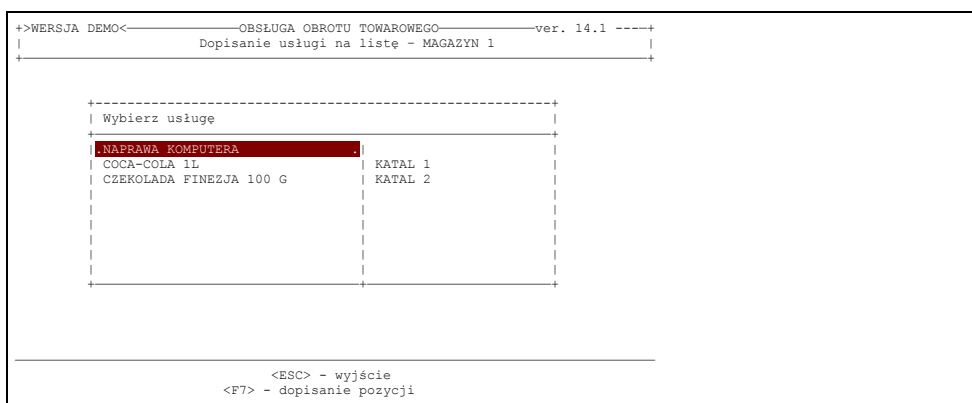 +>WERSJA DEMO<——————————————OBSŁUGA OBROTU TOWAROWEGO————————————ver. 14.1 ----+
Dopisanie usługi na listę – MAGAZYN 1
Wybierz usługę
.NAPRAWA KOMPUTERA .
COCA-COLA 1L | KATAL 1
CZEKOLADA FINEZJA 100 G | KATAL 2
<ESC> - wyjście
<F7> - dopisanie pozycji